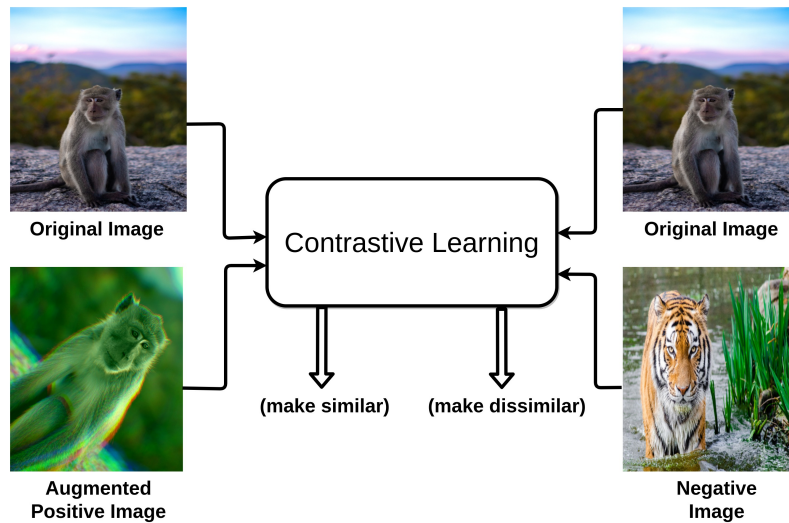 Original Image
Original Image
Contrastive Learning
(make similar)
(make dissimilar)
Augmented
Positive Image
Negative
Image